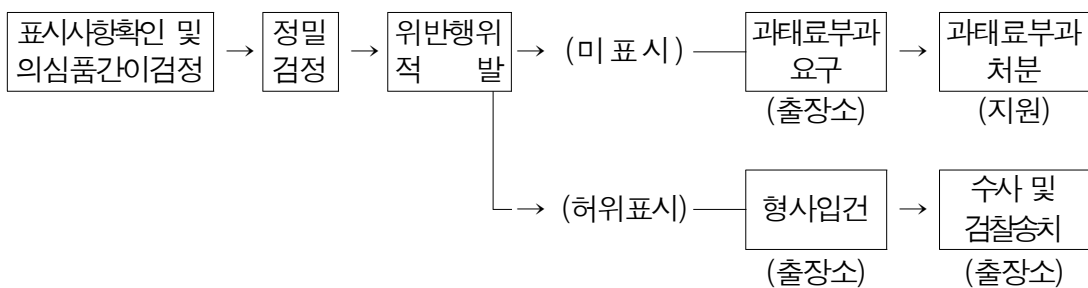 표시사항확인 및
의심품간이검정
→
정밀
검정
→
위반행위
적 발
→ (미표시)
과태료부과
요구
(출장소)
→
과태료부과
처분
(지원)
→ (허위표시)
형사입건
(출장소)
→
수사 및
검찰송치
(출장소)